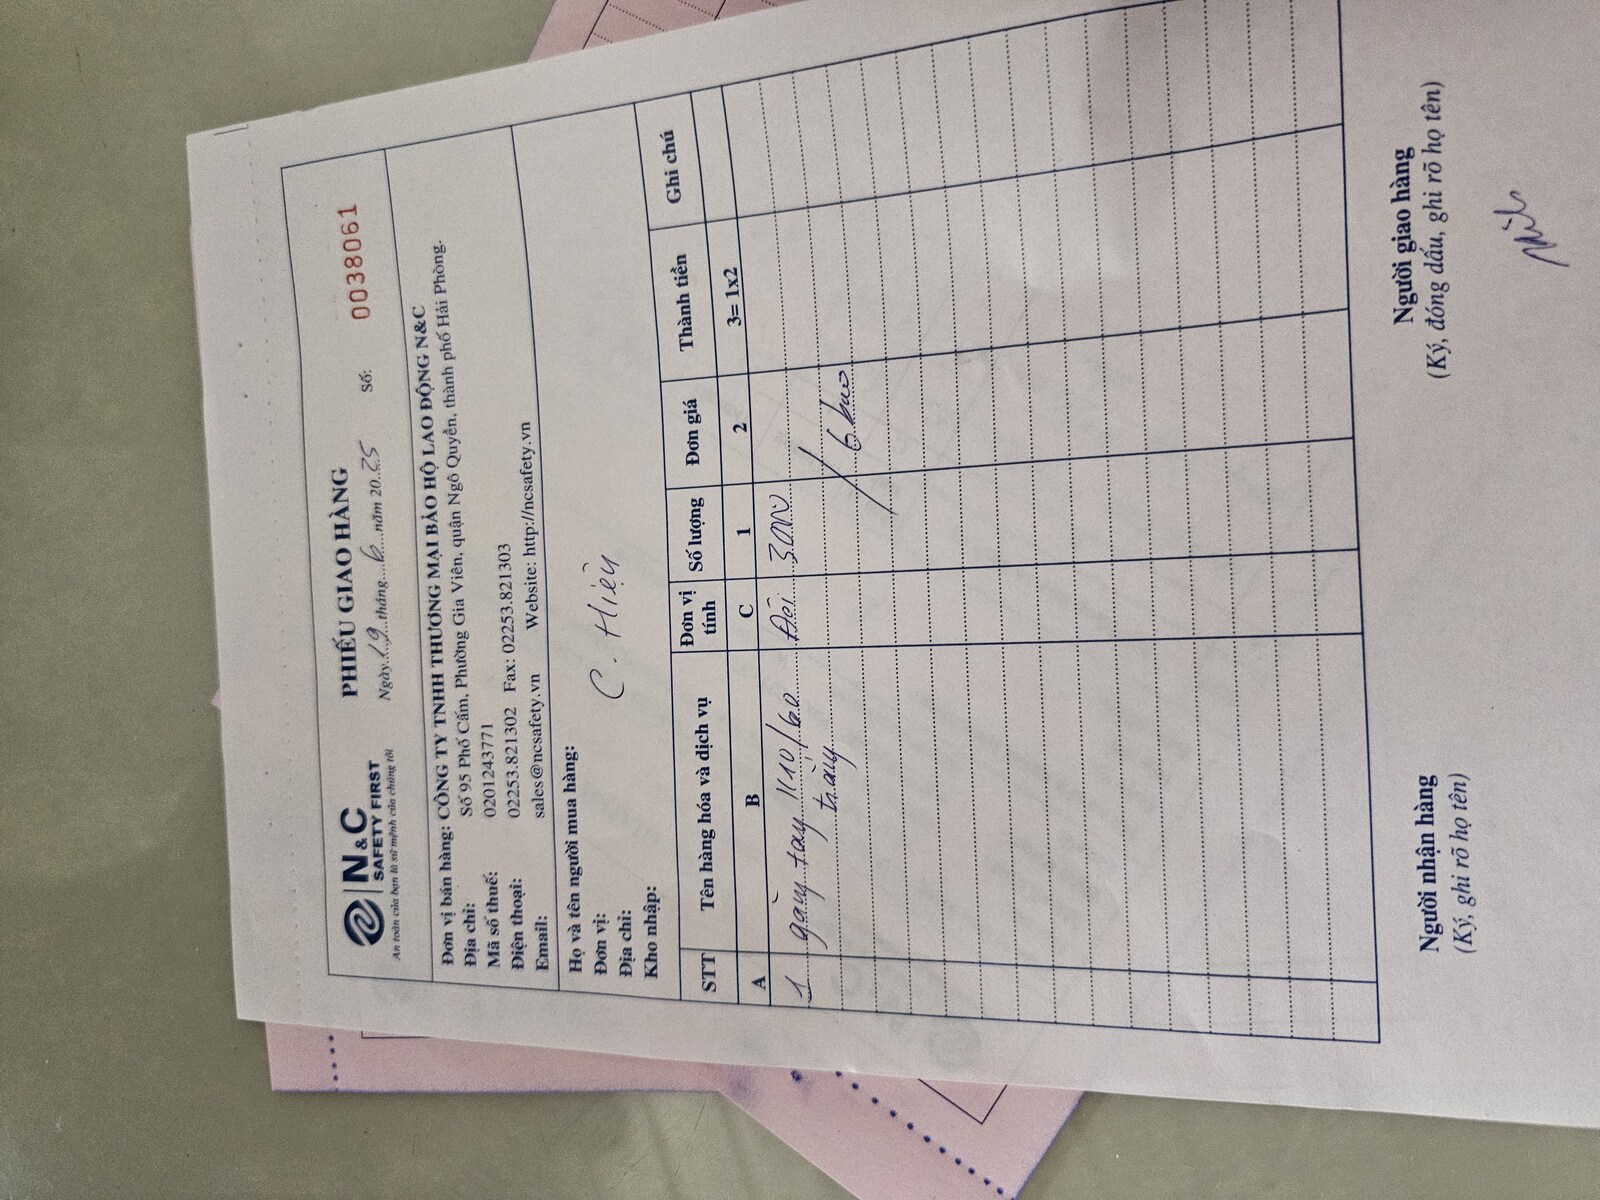 N&C
SAFETY FIRST
An toàn của bạn là sứ mệnh của chúng tôi
PHIẾU GIAO HÀNG
Ngày 19 tháng 6 năm 2025
Số: 0038061
Đơn vị bán hàng: CÔNG TY TNHH THƯƠNG MẠI BẢO HỘ LAO ĐỘNG N&C
Địa chỉ: Số 95 Phố Cấm, Phường Gia Viên, quận Ngô Quyền, thành phố Hải Phòng.
Mã số thuế: 0201243771
Điện thoại: 02253.821302 Fax: 02253.821303
Email: sales@ncsafety.vn Website: http://ncsafety.vn
Họ và tên người mua hàng:
Đơn vị: C. Hiện
Địa chỉ:
Kho nhập:
STT Tên hàng hóa và dịch vụ Đơn vị tính Số lượng Đơn giá Thành tiền Ghi chú
A B C 1 2 3= 1x2
1 găng tay 1110/60 Đôi 3.000
trắng / 6 bao
Người nhận hàng Người giao hàng
(Ký, ghi rõ họ tên) (Ký, đóng dấu, ghi rõ họ tên)